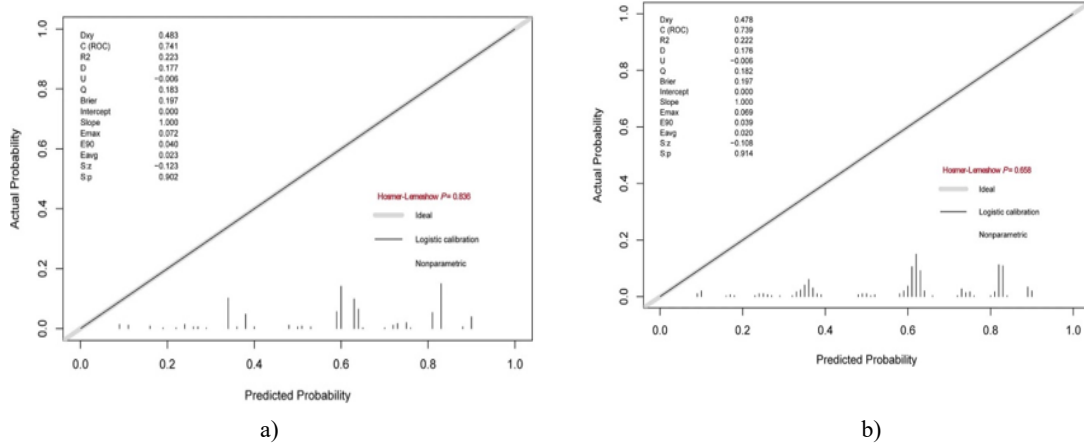 Dxy 0.483
C (ROC) 0.741
R2 0.223
D 0.177
U −0.006
Q 0.183
Brier 0.197
Intercept 0.000
Slope 1.000
Emax 0.072
E90 0.040
Eavg 0.023
S:z −0.123
S:p 0.902
Hosmer-Lemeshow P= 0.836
Ideal
Logistic calibration
Nonparametric
Actual Probability
1.0
0.8
0.6
0.4
0.2
0.0
0.0 0.2 0.4 0.6 0.8 1.0
Predicted Probability
a)
Dxy 0.478
C (ROC) 0.739
R2 0.222
D 0.176
U -0.006
Q 0.182
Brier 0.197
Intercept 0.000
Slope 1.000
Emax 0.069
E90 0.039
Eavg 0.020
S:z -0.108
S:p 0.914
Hosmer-Lemeshow P= 0.658
Ideal
Logistic calibration
Nonparametric
Actual Probability
1.0
0.8
0.6
0.4
0.2
0.0
0.0 0.2 0.4 0.6 0.8 1.0
Predicted Probability
b)